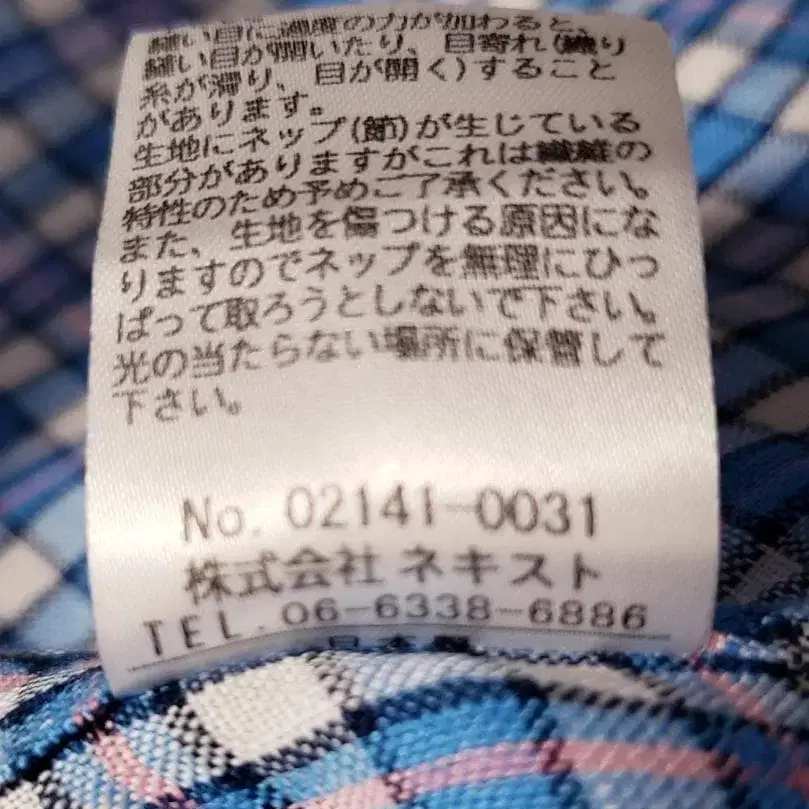 縫い目に過度の力が加わると、
縫い目が開いたり、目寄れ(織り
糸が滑り、目が開く)すること
があります。
生地にネップ(節)が生じている
部分がありますがこれは繊維の
特性のため予めご了承ください。
また、生地を傷つける原因にな
りますのでネップを無理にひっ
ぱって取ろうとしないで下さい。
光の当たらない場所に保管して
下さい。
No. 02141-0031
株式会社 ネキスト
TEL. 06-6338-6886
日本製